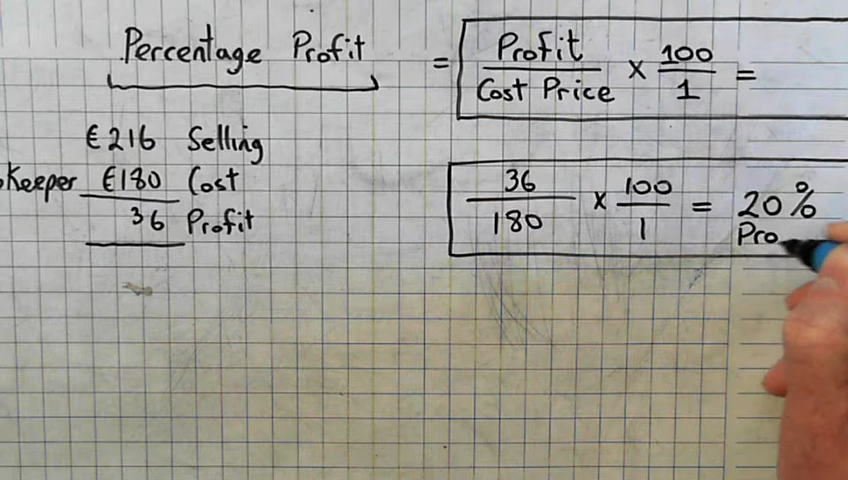 Percentage Profit = Profit / Cost Price × 100 / 1 =
€216 Selling
Keeper €180 Cost
36 Profit
36 / 180 × 100 / 1 = 20%
Pro